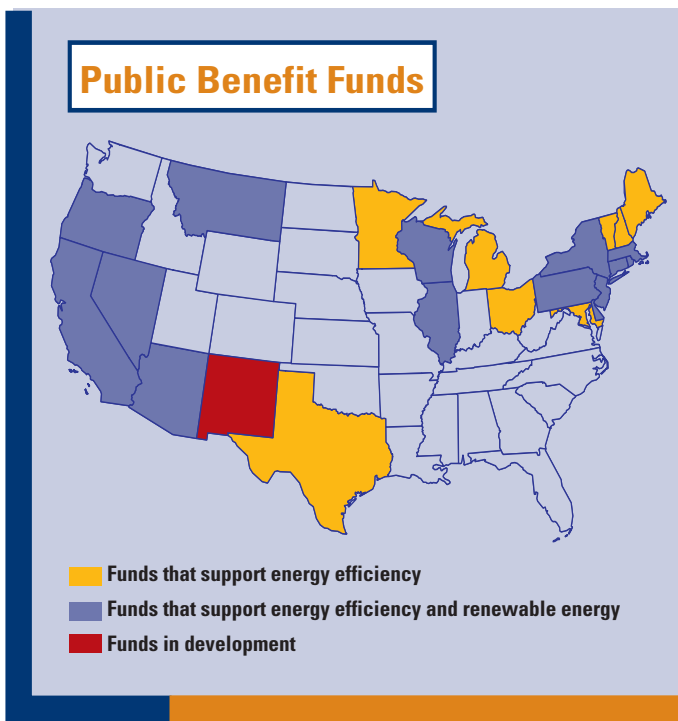 Public Benefit Funds
Funds that support energy efficiency
Funds that support energy efficiency and renewable energy
Funds in development